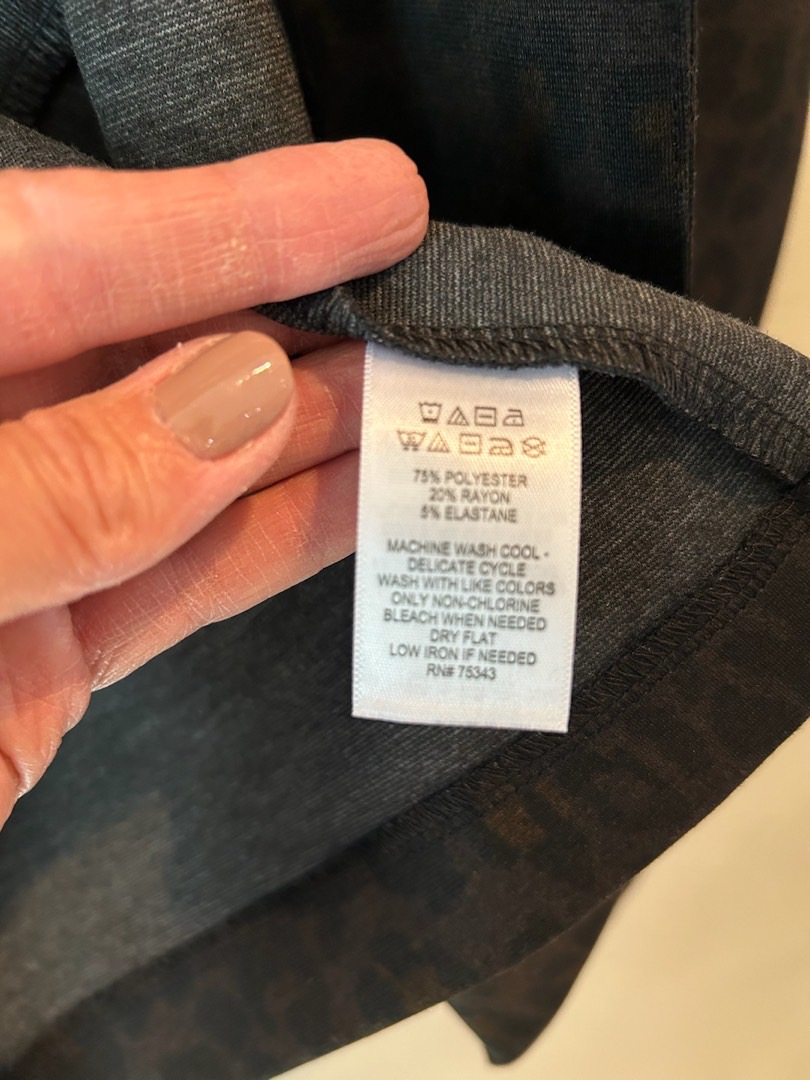 75% POLYESTER
20% RAYON
5% ELASTANE
MACHINE WASH COOL -
DELICATE CYCLE
WASH WITH LIKE COLORS
ONLY NON-CHLORINE
BLEACH WHEN NEEDED
DRY FLAT
LOW IRON IF NEEDED
RN# 75343